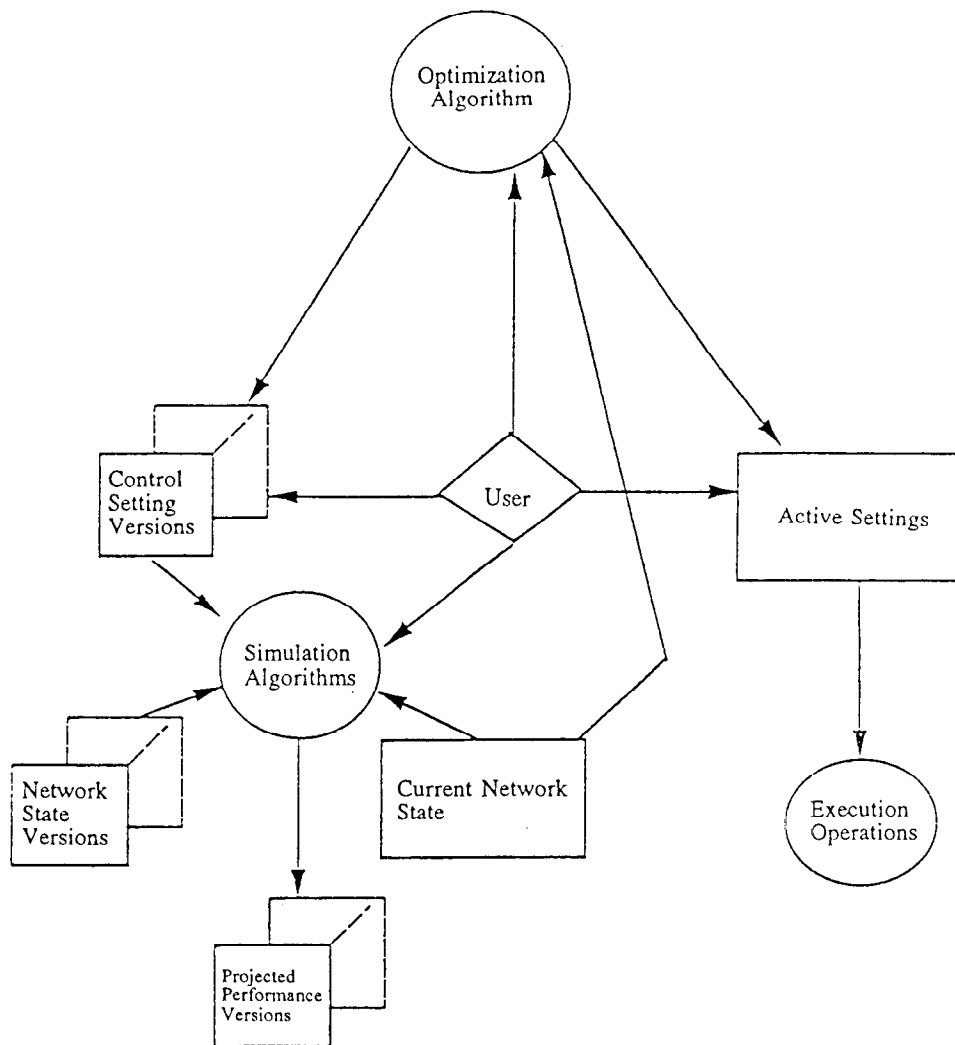 Optimization
Algorithm
Control
Setting
Versions
User
Active Settings
Simulation
Algorithms
Network
State
Versions
Current Network
State
Execution
Operations
Projected
Performance
Versions